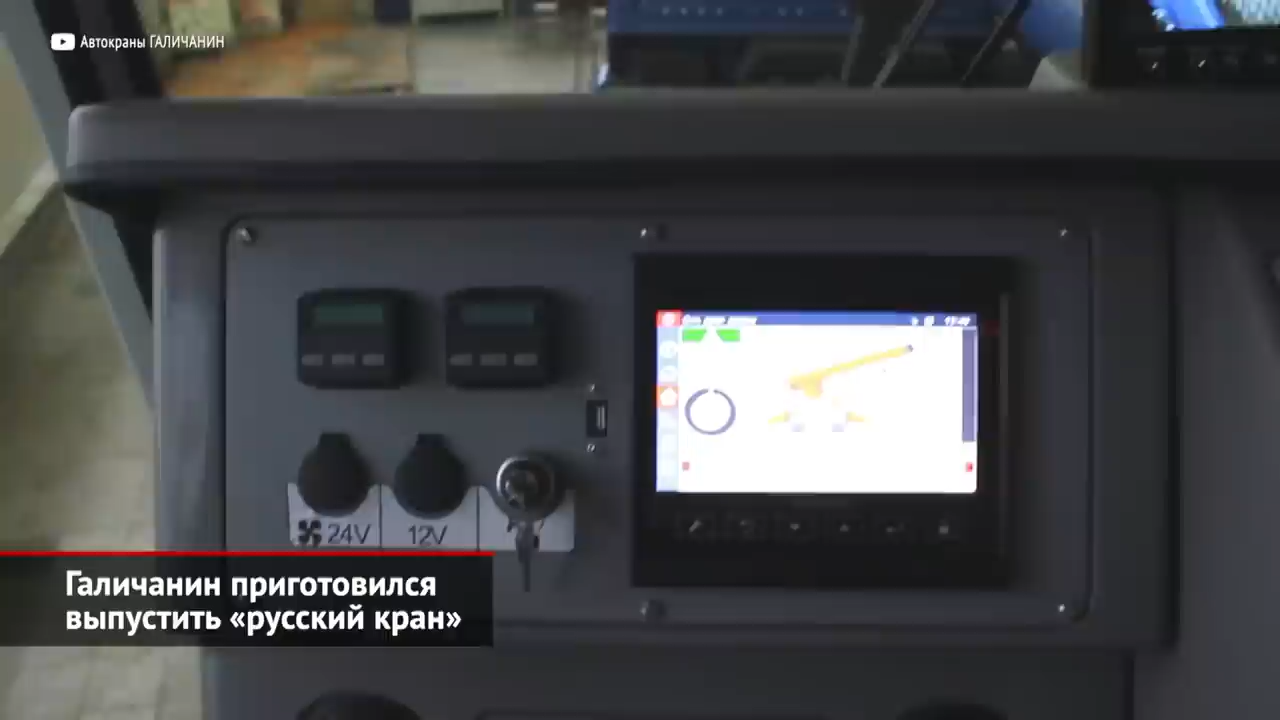 Автокраны ГАЛИЧАНИН
24V
12V
Галичанин приготовился
выпустить «русский кран»